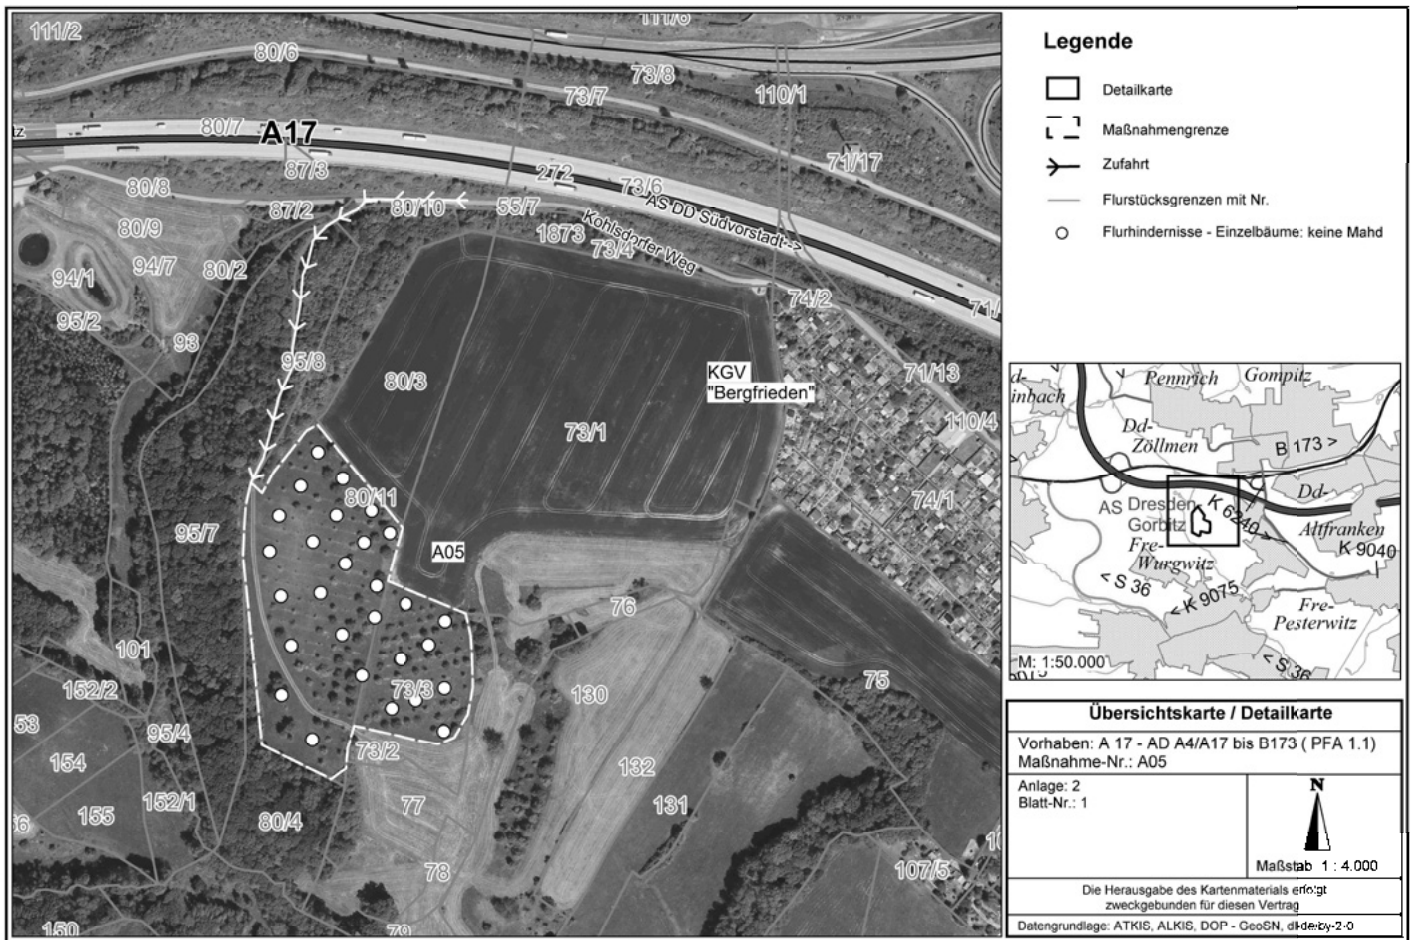 111/2
111/6
80/6
73/8
73/7
110/1
tz
80/7
A17
87/3
272
73/6
71/17
80/8
87/2
80/10
55/7
AS DD Südvorstadt ->
80/9
1873
73/4
Kohlsdorfer Weg
94/7
80/2
94/1
74/2
71/
95/2
93
95/8
80/3
KGV
"Bergfrieden"
71/13
73/1
110/4
80/11
74/1
95/7
A05
76
101
152/2
73/3
130
75
53
95/4
73/2
154
132
152/1
77
131
155
80/4
78
107/5
150
79
Legende
Detailkarte
Maßnahmengrenze
Zufahrt
Flurstücksgrenzen mit Nr.
Flurhindernisse - Einzelbäume: keine Mahd
d-
inbach
Pennrich
Gompitz
Dd-
Zöllmen
B 173 >
AS Dresden
Gorbitz
K 6240
Dd-
Altfranken
K 9040
Fre-
Wurgwitz
< S 36
< K 9075
Fre-
Pesterwitz
< S 36
M: 1:50.000
Übersichtskarte / Detailkarte
Vorhaben: A 17 - AD A4/A17 bis B173 ( PFA 1.1)
Maßnahme-Nr.: A05
Anlage: 2
Blatt-Nr.: 1
N
Maßstab 1 : 4.000
Die Herausgabe des Kartenmaterials erfolgt
zweckgebunden für diesen Vertrag
Datengrundlage: ATKIS, ALKIS, DOP - GeoSN, dl-de/by-2-0